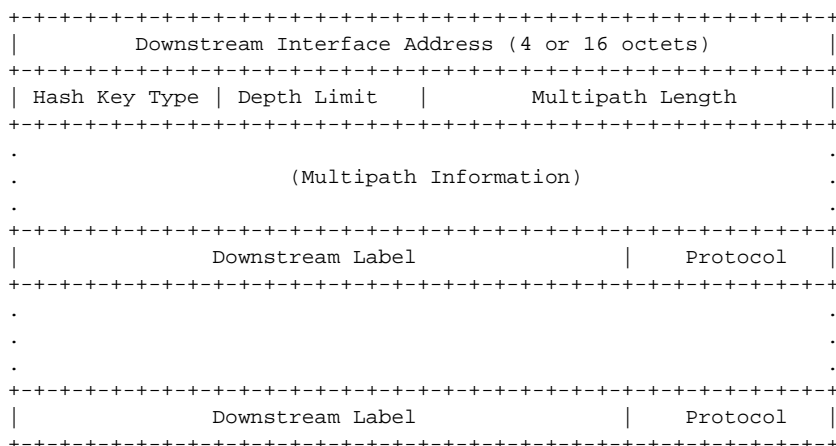 +-+-+-+-+-+-+-+-+-+-+-+-+-+-+-+-+-+-+-+-+-+-+-+-+-+-+-+-+-+-+-+-+
| Downstream Interface Address (4 or 16 octets) |
+-+-+-+-+-+-+-+-+-+-+-+-+-+-+-+-+-+-+-+-+-+-+-+-+-+-+-+-+-+-+-+-+
| Hash Key Type | Depth Limit | Multipath Length |
+-+-+-+-+-+-+-+-+-+-+-+-+-+-+-+-+-+-+-+-+-+-+-+-+-+-+-+-+-+-+-+-+
. .
. (Multipath Information) .
. .
+-+-+-+-+-+-+-+-+-+-+-+-+-+-+-+-+-+-+-+-+-+-+-+-+-+-+-+-+-+-+-+-+
| Downstream Label | Protocol |
+-+-+-+-+-+-+-+-+-+-+-+-+-+-+-+-+-+-+-+-+-+-+-+-+-+-+-+-+-+-+-+-+
. .
. .
. .
+-+-+-+-+-+-+-+-+-+-+-+-+-+-+-+-+-+-+-+-+-+-+-+-+-+-+-+-+-+-+-+-+
| Downstream Label | Protocol |
+-+-+-+-+-+-+-+-+-+-+-+-+-+-+-+-+-+-+-+-+-+-+-+-+-+-+-+-+-+-+-+-+